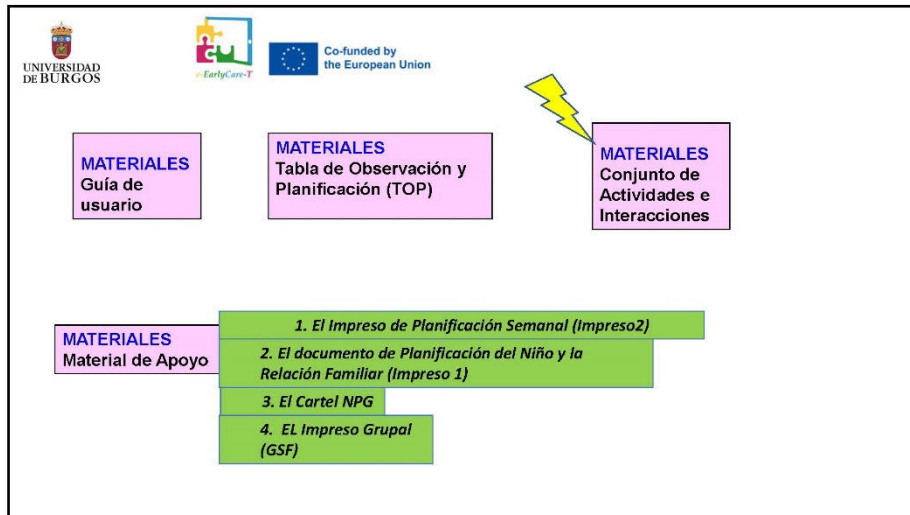 UNIVERSIDAD
DE BURGOS
e-EarlyCare-T
Co-funded by
the European Union
MATERIALES
Guía de
usuario
MATERIALES
Tabla de Observación y
Planificación (TOP)
MATERIALES
Conjunto de
Actividades e
Interacciones
MATERIALES
Material de Apoyo
1. El Impreso de Planificación Semanal (Impreso2)
2. El documento de Planificación del Niño y la
Relación Familiar (Impreso 1)
3. El Cartel NPG
4. EL Impreso Grupal
(GSF)